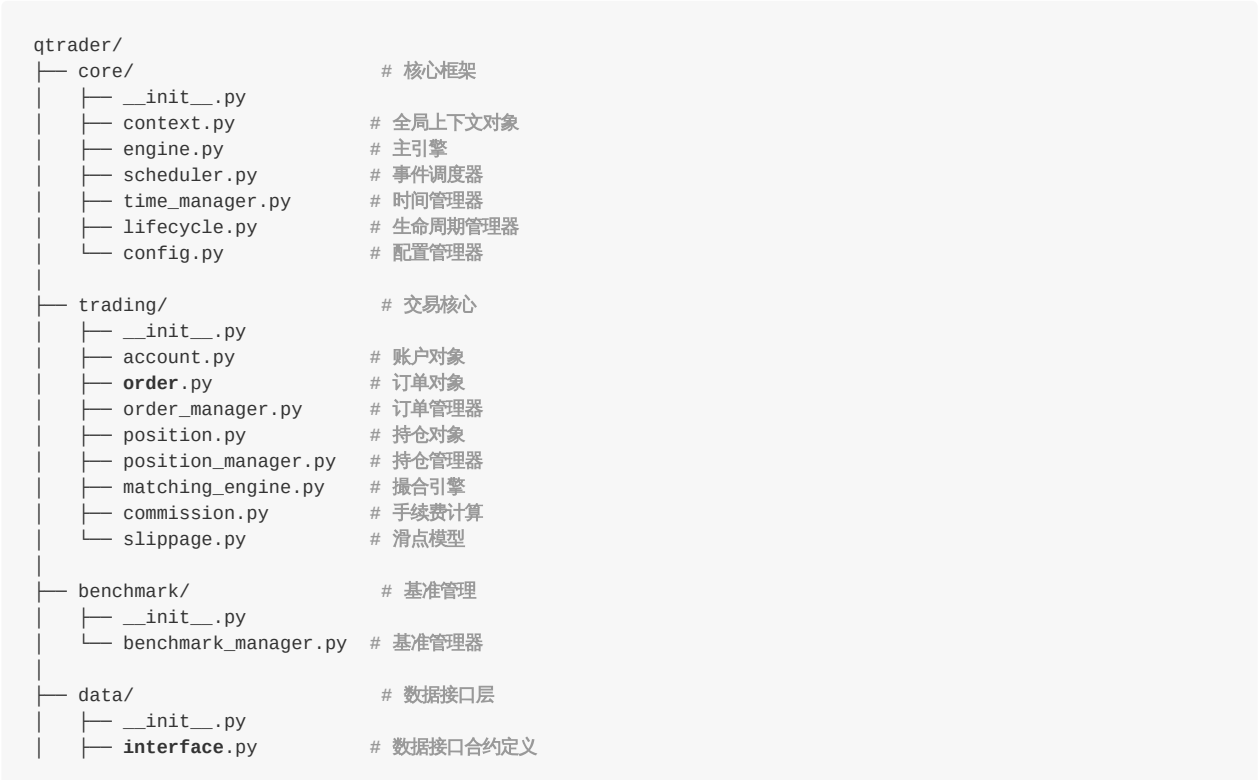 qtrader/
├── core/                      # 核心框架
│   ├── __init__.py
│   ├── context.py            # 全局上下文对象
│   ├── engine.py             # 主引擎
│   ├── scheduler.py          # 事件调度器
│   ├── time_manager.py       # 时间管理器
│   ├── lifecycle.py          # 生命周期管理器
│   └── config.py             # 配置管理器
│
├── trading/                   # 交易核心
│   ├── __init__.py
│   ├── account.py            # 账户对象
│   ├── order.py              # 订单对象
│   ├── order_manager.py      # 订单管理器
│   ├── position.py           # 持仓对象
│   ├── position_manager.py   # 持仓管理器
│   ├── matching_engine.py    # 撮合引擎
│   ├── commission.py         # 手续费计算
│   └── slippage.py           # 滑点模型
│
├── benchmark/                 # 基准管理
│   ├── __init__.py
│   └── benchmark_manager.py  # 基准管理器
│
├── data/                      # 数据接口层
│   ├── __init__.py
│   ├── interface.py          # 数据接口合约定义